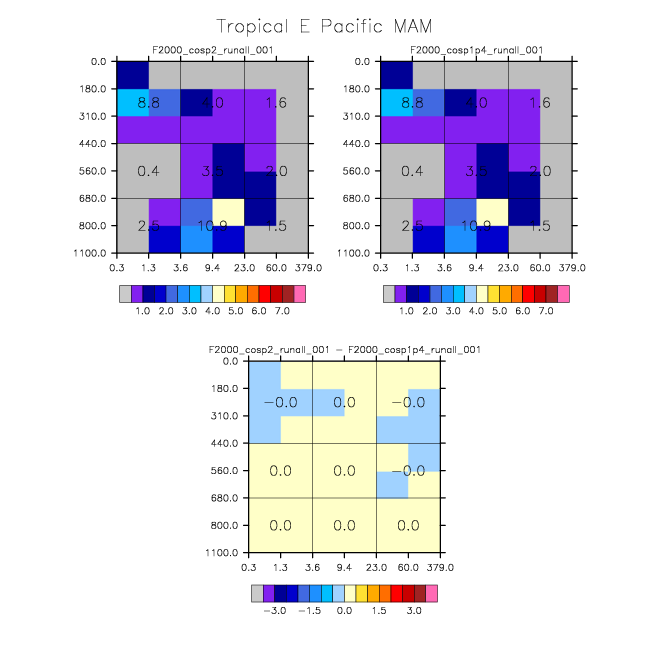 Tropical E Pacific MAM
F2000_cosp2_runall_001
0.0
180.0
310.0
440.0
560.0
680.0
800.0
1100.0
8.8 4.0 1.6
0.4 3.5 2.0
2.5 10.9 1.5
0.3 1.3 3.6 9.4 23.0 60.0 379.0
1.0 2.0 3.0 4.0 5.0 6.0 7.0
F2000_cosp1p4_runall_001
0.0
180.0
310.0
440.0
560.0
680.0
800.0
1100.0
8.8 4.0 1.6
0.4 3.5 2.0
2.5 10.9 1.5
0.3 1.3 3.6 9.4 23.0 60.0 379.0
1.0 2.0 3.0 4.0 5.0 6.0 7.0
F2000_cosp2_runall_001 − F2000_cosp1p4_runall_001
0.0
180.0
310.0
440.0
560.0
680.0
800.0
1100.0
−0.0 0.0 −0.0
0.0 0.0 −0.0
0.0 0.0 0.0
0.3 1.3 3.6 9.4 23.0 60.0 379.0
−3.0 −1.5 0.0 1.5 3.0